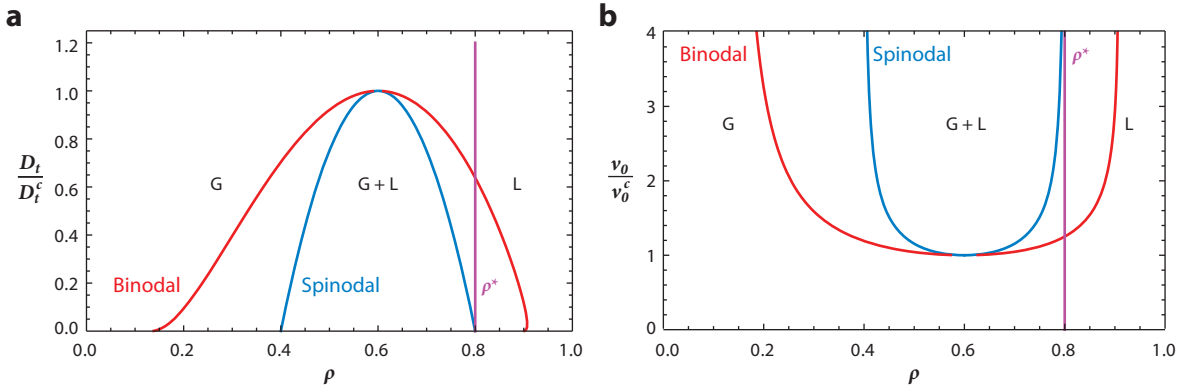 a
1.2
1.0
0.8
0.6
0.4
0.2
0.0
D_t
D_t^c
G
G + L
L
Binodal
Spinodal
ρ*
0.0 0.2 0.4 0.6 0.8 1.0
ρ
b
4
3
2
1
0
v_0
v_0^c
Binodal
Spinodal
ρ*
G
G + L
L
0.0 0.2 0.4 0.6 0.8 1.0
ρ